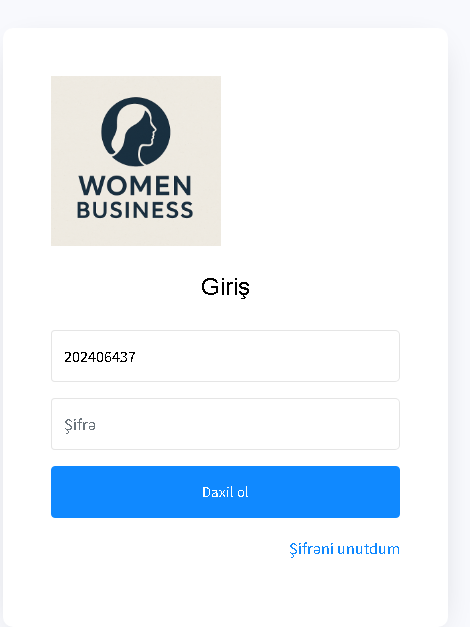 WOMEN
BUSINESS
Giriş
202406437
Şifrə
Daxil ol
Şifrəni unutdum